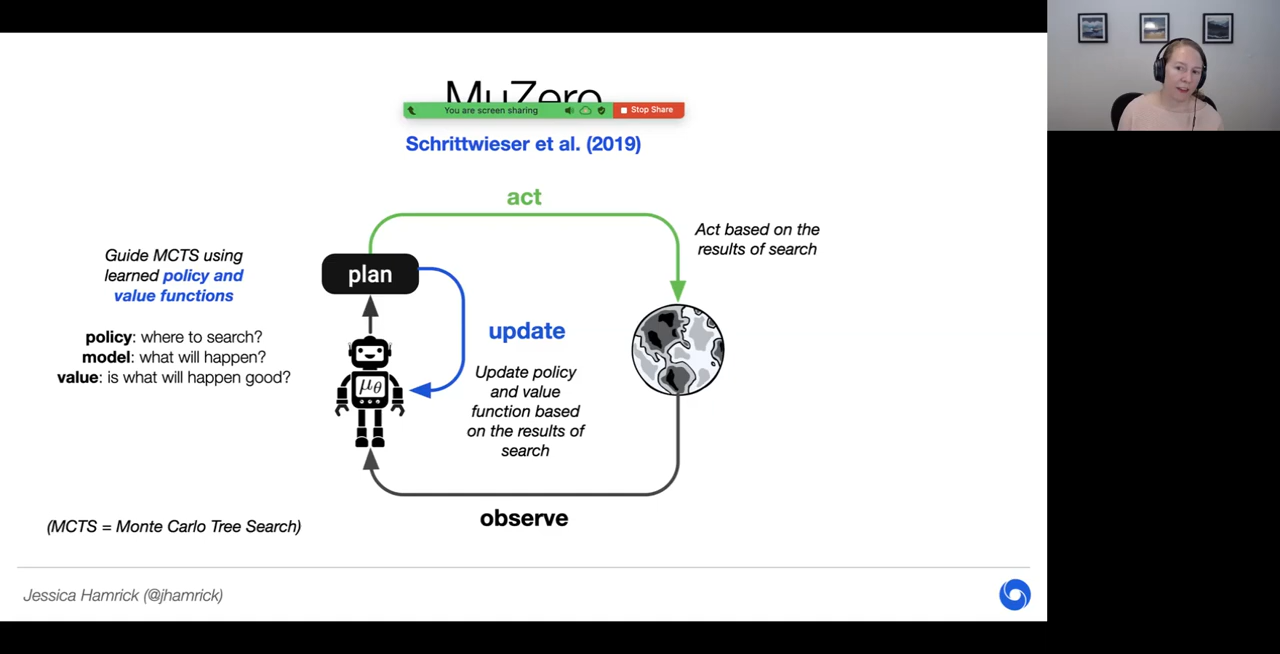 MuZero
You are screen sharing
Stop Share
Schrittwieser et al. (2019)
act
Act based on the
results of search
Guide MCTS using
learned policy and
value functions
plan
policy: where to search?
model: what will happen?
value: is what will happen good?
μθ
update
Update policy
and value
function based
on the results of
search
observe
(MCTS = Monte Carlo Tree Search)
Jessica Hamrick (@jhamrick)